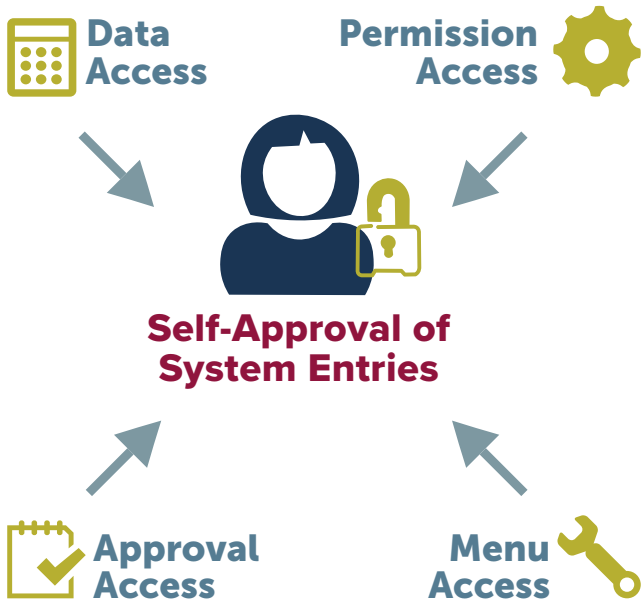 Data
Access
Permission
Access
Self-Approval of
System Entries
Approval
Access
Menu
Access